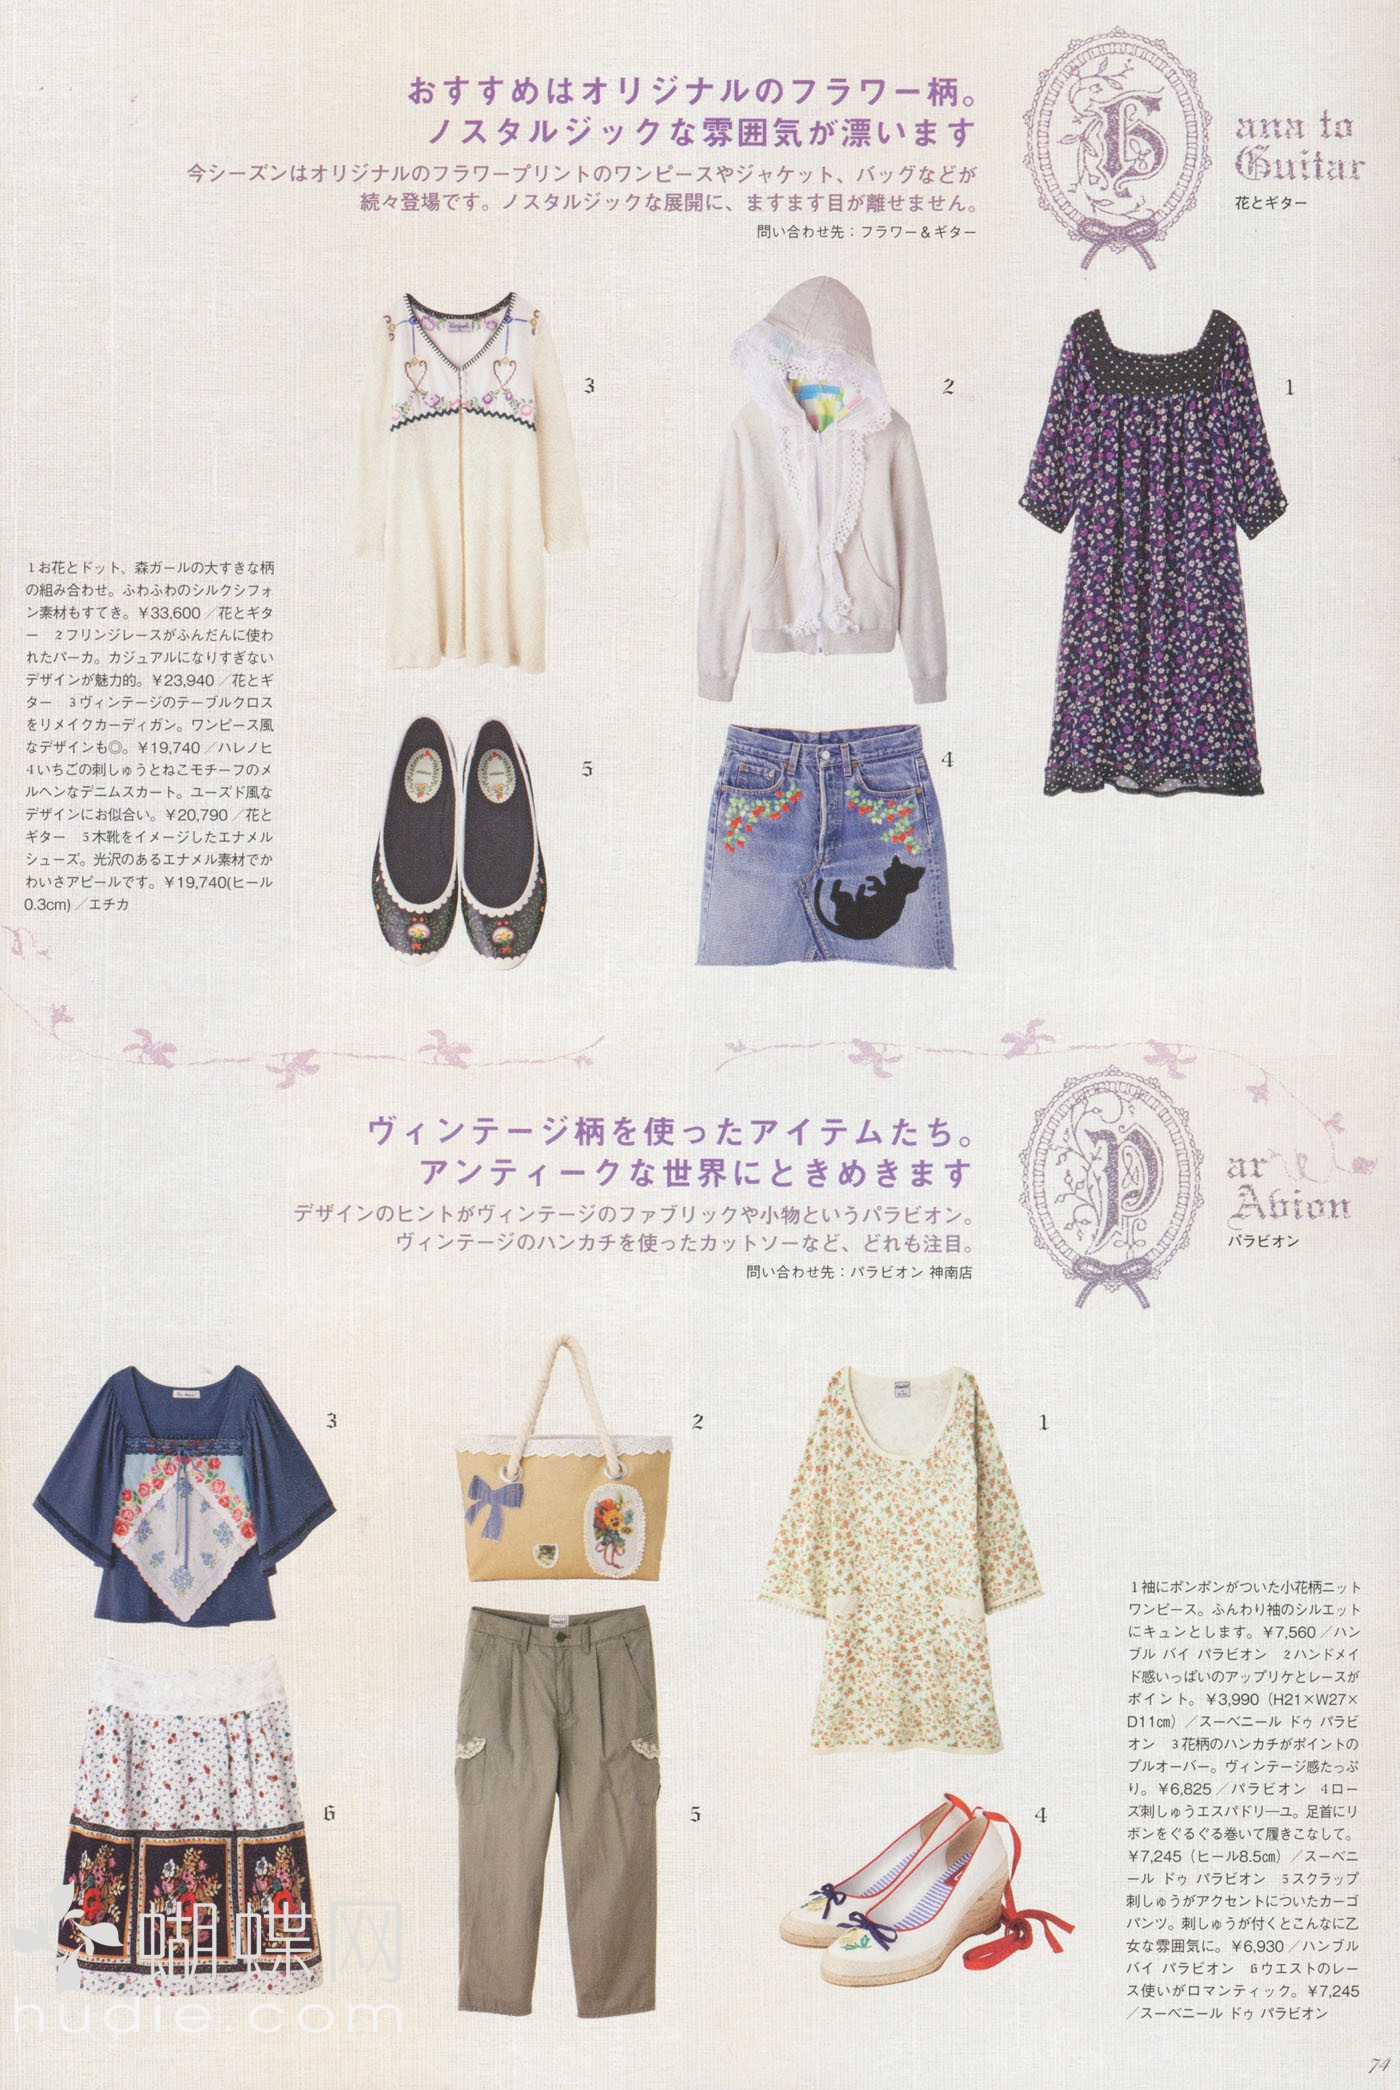 おすすめはオリジナルのフラワー柄。
ノスタルジックな雰囲気が漂います
今シーズンはオリジナルのフラワープリントのワンピースやジャケット、バッグなどが
続々登場です。ノスタルジックな展開に、ますます目が離せません。
問い合わせ先：フラワー＆ギター
H
ana to
Guitar
花とギター
3
2
1
1お花とドット、森ガールの大すきな柄
の組み合わせ。ふわふわのシルクシフォ
ン素材もすてき。￥33,600／花とギタ
ー　2フリンジレースがふんだんに使わ
れたパーカ。カジュアルになりすぎない
デザインが魅力的。￥23,940／花とギ
ター　3ヴィンテージのテーブルクロス
をリメイクカーディガン。ワンピース風
なデザインも◎。￥19,740／ハレノヒ
4いちごの刺しゅうとねこモチーフのメ
ルヘンなデニムスカート。ユーズド風な
デザインにお似合い。￥20,790／花と
ギター　5木靴をイメージしたエナメル
シューズ。光沢のあるエナメル素材でか
わいさアピールです。￥19,740(ヒール
0.3cm)／エチカ
5
4
ヴィンテージ柄を使ったアイテムたち。
アンティークな世界にときめきます
デザインのヒントがヴィンテージのファブリックや小物というパラビオン。
ヴィンテージのハンカチを使ったカットソーなど、どれも注目。
問い合わせ先：パラビオン 神南店
P
ar
Abion
パラビオン
3
2
1
6
5
4
1袖にポンポンがついた小花柄ニット
ワンピース。ふんわり袖のシルエット
にキュンとします。￥7,560／ハン
ブル バイ パラビオン　2ハンドメイ
ド感いっぱいのアップリケとレースが
ポイント。￥3,990（H21×W27×
D11㎝）／スーベニール ドゥ パラビ
オン　3花柄のハンカチがポイントの
プルオーバー。ヴィンテージ感たっぷ
り。￥6,825／パラビオン　4ロー
ズ刺しゅうエスパドリーユ。足首にリ
ボンをぐるぐる巻いて履きこなして。
￥7,245（ヒール8.5㎝）／スーベニ
ール ドゥ パラビオン　5スクラップ
刺しゅうがアクセントについたカーゴ
パンツ。刺しゅうが付くとこんなに乙
女な雰囲気に。￥6,930／ハンブル
バイ パラビオン　6ウエストのレー
ス使いがロマンティック。￥7,245
／スーベニール ドゥ パラビオン
蝴蝶网
hudie.com
74